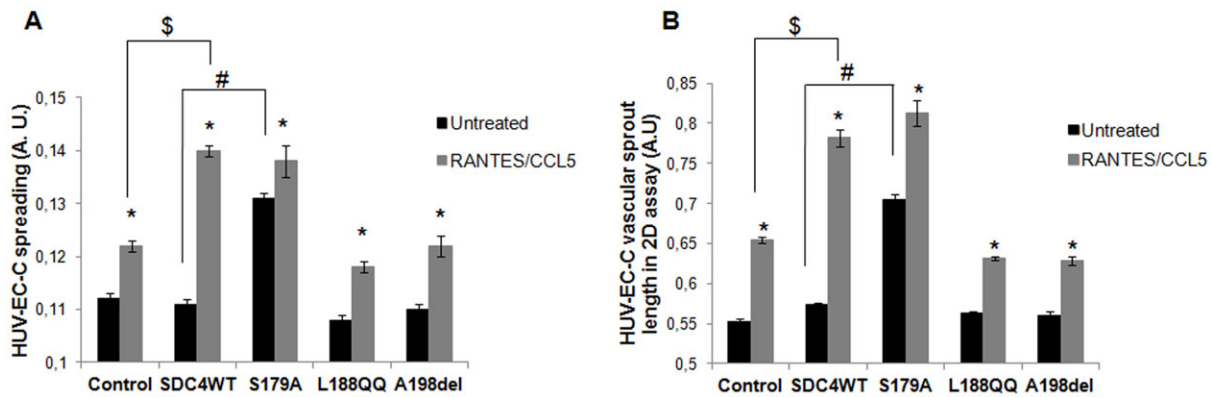 A
$
#
* * * * *
HUV-EC-C spreading (A. U.)
0,15
0,14
0,13
0,12
0,11
0,1
Untreated
RANTES/CCL5
Control SDC4WT S179A L188QQ A198del
B
$
#
* * * * *
HUV-EC-C vascular sprout
length in 2D assay (A.U)
0,85
0,8
0,75
0,7
0,65
0,6
0,55
0,5
Untreated
RANTES/CCL5
Control SDC4WT S179A L188QQ A198del